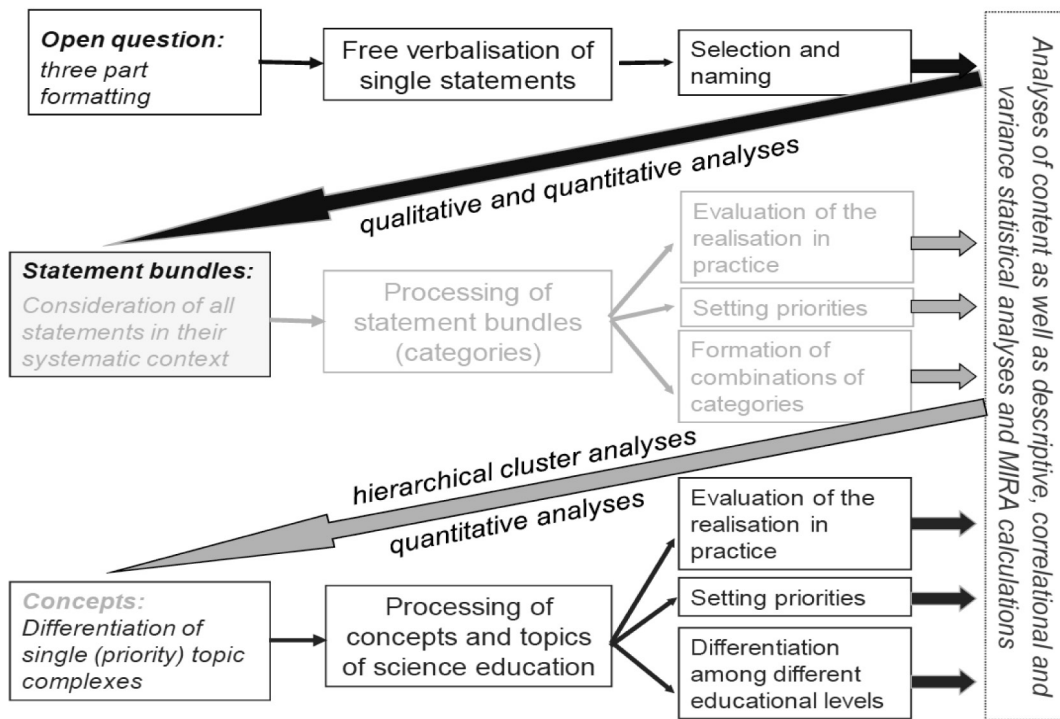 Open question:
three part
formatting
Free verbalisation of
single statements
Selection and
naming
qualitative and quantitative analyses
Statement bundles:
Consideration of all
statements in their
systematic context
Processing of
statement bundles
(categories)
Evaluation of the
realisation in
practice
Setting priorities
Formation of
combinations of
categories
hierarchical cluster analyses
quantitative analyses
Concepts:
Differentiation of
single (priority) topic
complexes
Processing of
concepts and topics
of science education
Evaluation of the
realisation in
practice
Setting priorities
Differentiation
among different
educational levels
Analyses of content as well as descriptive, correlational and
variance statistical analyses and MIRA calculations